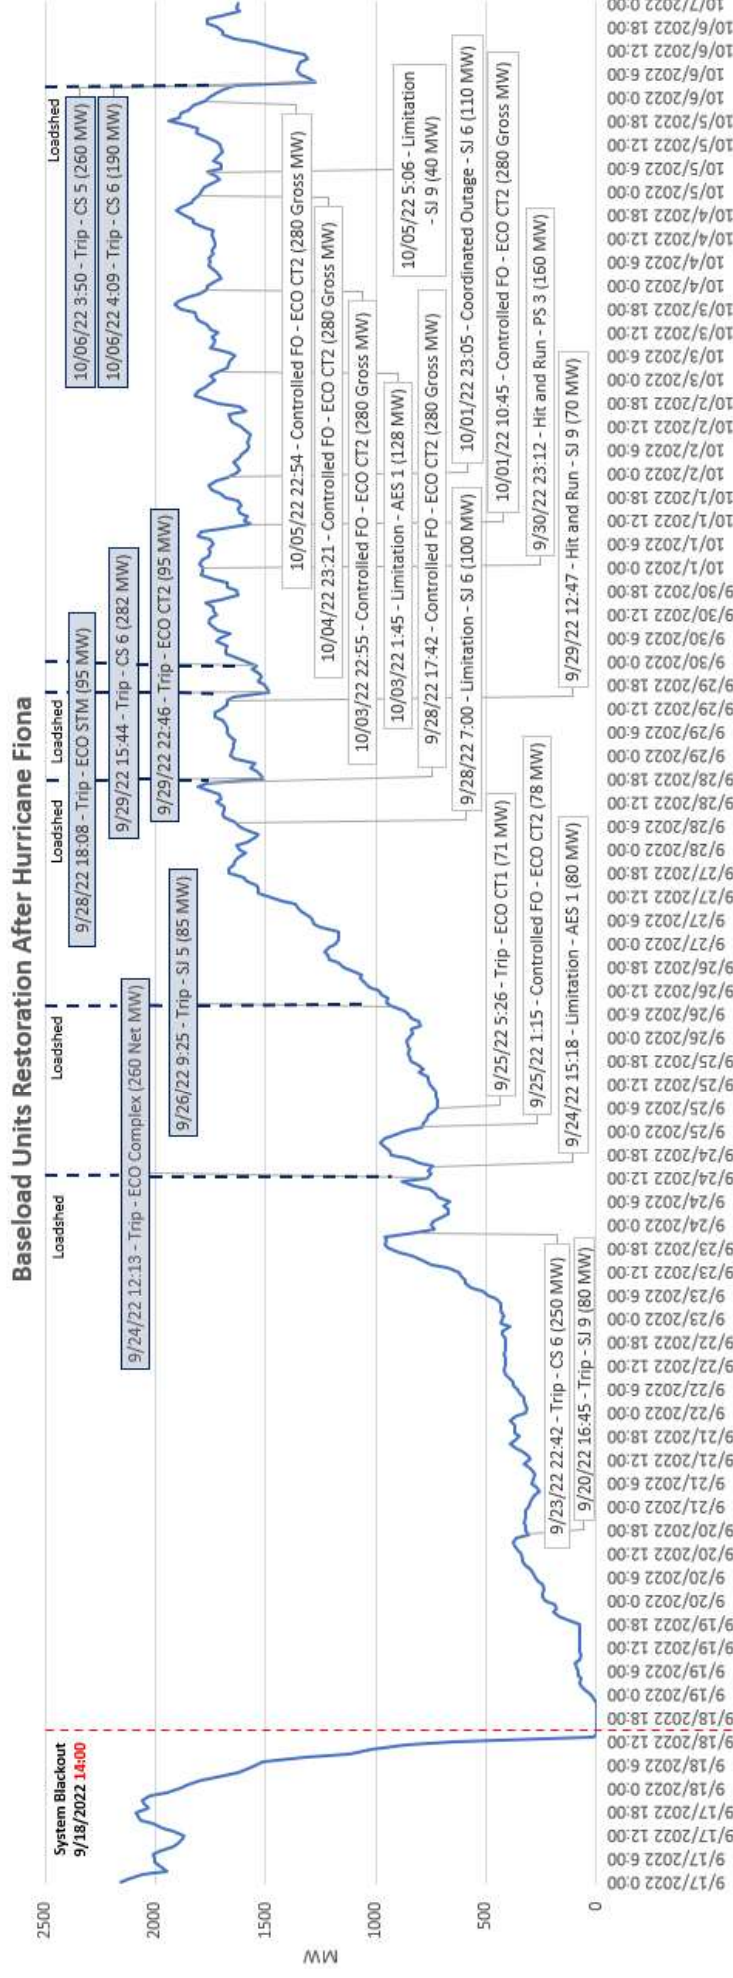 Baseload Units Restoration After Hurricane Fiona
System Blackout
9/18/2022 14:00
Loadshed
Loadshed
Loadshed
Loadshed
Loadshed
9/24/22 12:13 - Trip - ECO Complex (260 Net MW)
9/26/22 9:25 - Trip - SJ 5 (85 MW)
9/28/22 18:08 - Trip - ECO STM (95 MW)
9/29/22 15:44 - Trip - CS 6 (282 MW)
9/29/22 22:46 - Trip - ECO CT2 (95 MW)
10/06/22 3:50 - Trip - CS 5 (260 MW)
10/06/22 4:09 - Trip - CS 6 (190 MW)
9/23/22 22:42 - Trip - CS 6 (250 MW)
9/20/22 16:45 - Trip - SJ 9 (80 MW)
9/25/22 5:26 - Trip - ECO CT1 (71 MW)
9/25/22 1:15 - Controlled FO - ECO CT2 (78 MW)
9/24/22 15:18 - Limitation - AES 1 (80 MW)
10/05/22 22:54 - Controlled FO - ECO CT2 (280 Gross MW)
10/04/22 23:21 - Controlled FO - ECO CT2 (280 Gross MW)
10/03/22 22:55 - Controlled FO - ECO CT2 (280 Gross MW)
10/03/22 1:45 - Limitation - AES 1 (128 MW)
9/28/22 17:42 - Controlled FO - ECO CT2 (280 Gross MW)
9/28/22 7:00 - Limitation - SJ 6 (100 MW)
10/05/22 5:06 - Limitation
- SJ 9 (40 MW)
10/01/22 23:05 - Coordinated Outage - SJ 6 (110 MW)
10/01/22 10:45 - Controlled FO - ECO CT2 (280 Gross MW)
9/30/22 23:12 - Hit and Run - PS 3 (160 MW)
9/29/22 12:47 - Hit and Run - SJ 9 (70 MW)
MW
2500
2000
1500
1000
500
0
9/17/2022 0:00
9/17/2022 6:00
9/17/2022 12:00
9/17/2022 18:00
9/18/2022 0:00
9/18/2022 6:00
9/18/2022 12:00
9/18/2022 18:00
9/19/2022 0:00
9/19/2022 6:00
9/19/2022 12:00
9/19/2022 18:00
9/20/2022 0:00
9/20/2022 6:00
9/20/2022 12:00
9/20/2022 18:00
9/21/2022 0:00
9/21/2022 6:00
9/21/2022 12:00
9/21/2022 18:00
9/22/2022 0:00
9/22/2022 6:00
9/22/2022 12:00
9/22/2022 18:00
9/23/2022 0:00
9/23/2022 6:00
9/23/2022 12:00
9/23/2022 18:00
9/24/2022 0:00
9/24/2022 6:00
9/24/2022 12:00
9/24/2022 18:00
9/25/2022 0:00
9/25/2022 6:00
9/25/2022 12:00
9/25/2022 18:00
9/26/2022 0:00
9/26/2022 6:00
9/26/2022 12:00
9/26/2022 18:00
9/27/2022 0:00
9/27/2022 6:00
9/27/2022 12:00
9/27/2022 18:00
9/28/2022 0:00
9/28/2022 6:00
9/28/2022 12:00
9/28/2022 18:00
9/29/2022 0:00
9/29/2022 6:00
9/29/2022 12:00
9/29/2022 18:00
9/30/2022 0:00
9/30/2022 6:00
9/30/2022 12:00
9/30/2022 18:00
10/1/2022 0:00
10/1/2022 6:00
10/1/2022 12:00
10/1/2022 18:00
10/2/2022 0:00
10/2/2022 6:00
10/2/2022 12:00
10/2/2022 18:00
10/3/2022 0:00
10/3/2022 6:00
10/3/2022 12:00
10/3/2022 18:00
10/4/2022 0:00
10/4/2022 6:00
10/4/2022 12:00
10/4/2022 18:00
10/5/2022 0:00
10/5/2022 6:00
10/5/2022 12:00
10/5/2022 18:00
10/6/2022 0:00
10/6/2022 6:00
10/6/2022 12:00
10/6/2022 18:00
10/7/2022 0:00